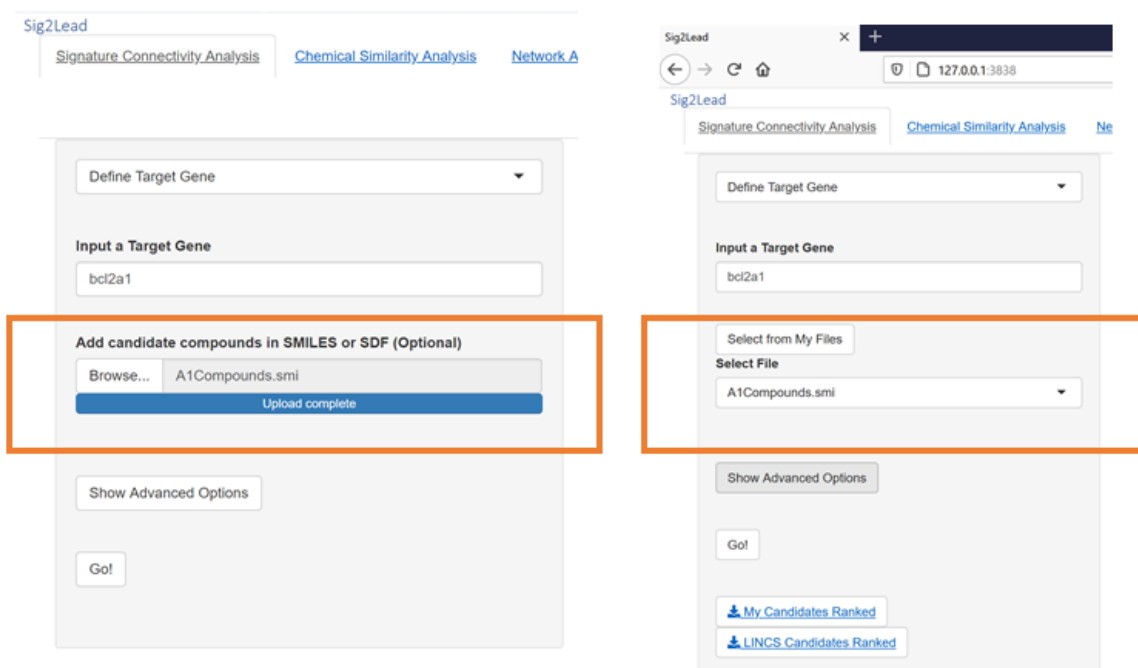 Sig2Lead
Signature Connectivity Analysis Chemical Similarity Analysis Network A
Define Target Gene
Input a Target Gene
bcl2a1
Add candidate compounds in SMILES or SDF (Optional)
Browse... A1Compounds.smi
Upload complete
Show Advanced Options
Go!
Sig2Lead
127.0.0.1:3838
Sig2Lead
Signature Connectivity Analysis Chemical Similarity Analysis Ne
Define Target Gene
Input a Target Gene
bcl2a1
Select from My Files
Select File
A1Compounds.smi
Show Advanced Options
Go!
My Candidates Ranked
LINCS Candidates Ranked